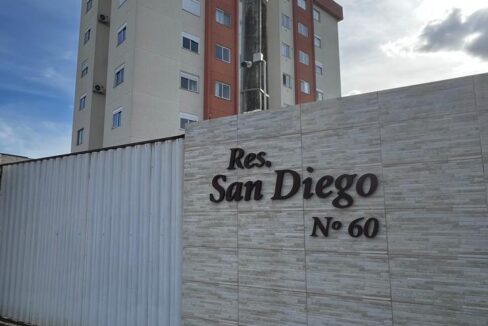 Res.
San Diego
Nº 60